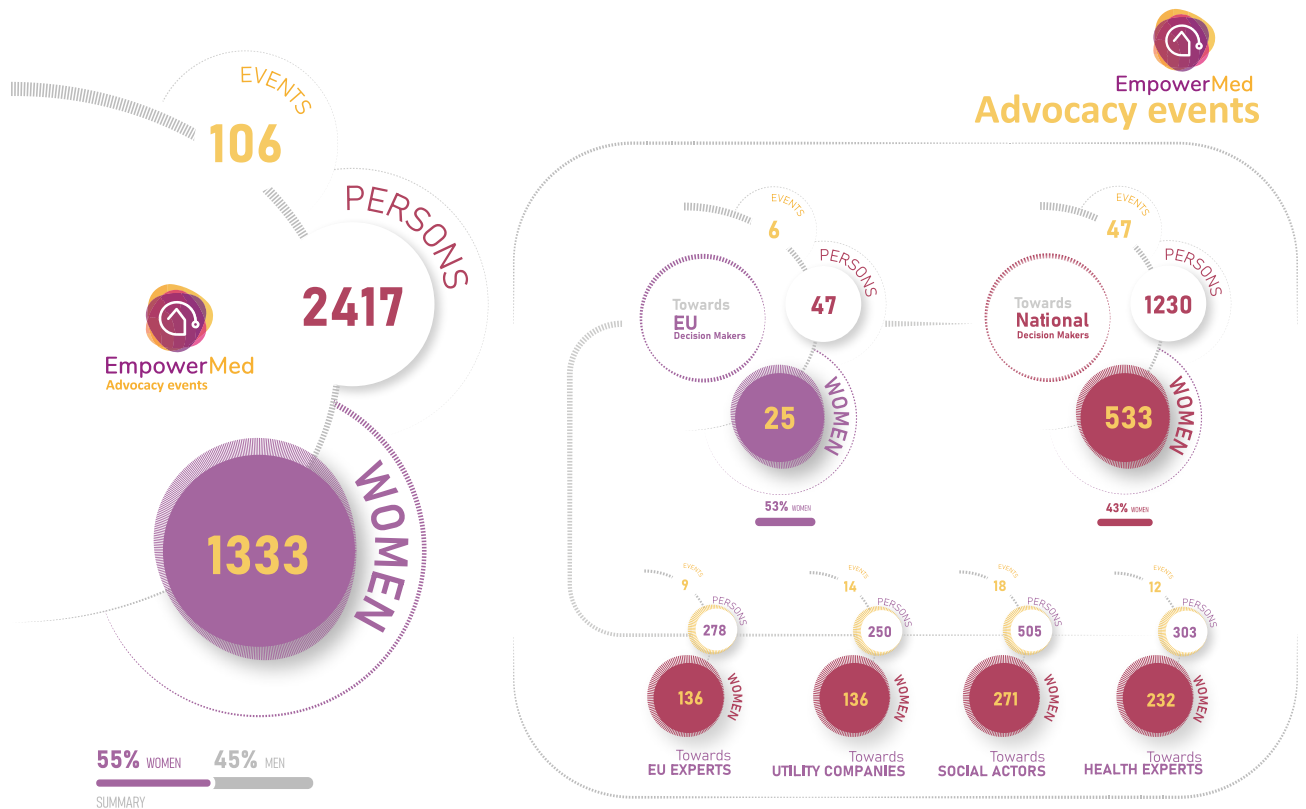 EVENTS
106
PERSONS
2417
EmpowerMed
Advocacy events
WOMEN
1333
55% WOMEN 45% MEN
SUMMARY
EmpowerMed
Advocacy events
EVENTS
6
PERSONS
47
Towards
EU
Decision Makers
WOMEN
25
53% WOMEN
EVENTS
47
PERSONS
1230
Towards
National
Decision Makers
WOMEN
533
43% WOMEN
EVENTS
9
PERSONS
278
WOMEN
136
Towards
EU EXPERTS
EVENTS
14
PERSONS
250
WOMEN
136
Towards
UTILITY COMPANIES
EVENTS
18
PERSONS
505
WOMEN
271
Towards
SOCIAL ACTORS
EVENTS
12
PERSONS
303
WOMEN
232
Towards
HEALTH EXPERTS